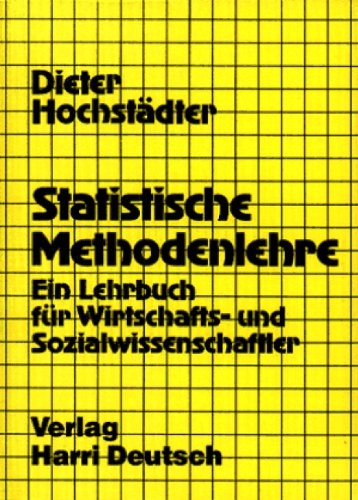 Dieter
Hochstädter
Statistische
Methodenlehre
Ein Lehrbuch
für Wirtschafts- und
Sozialwissenschaftler
Verlag
Harri Deutsch